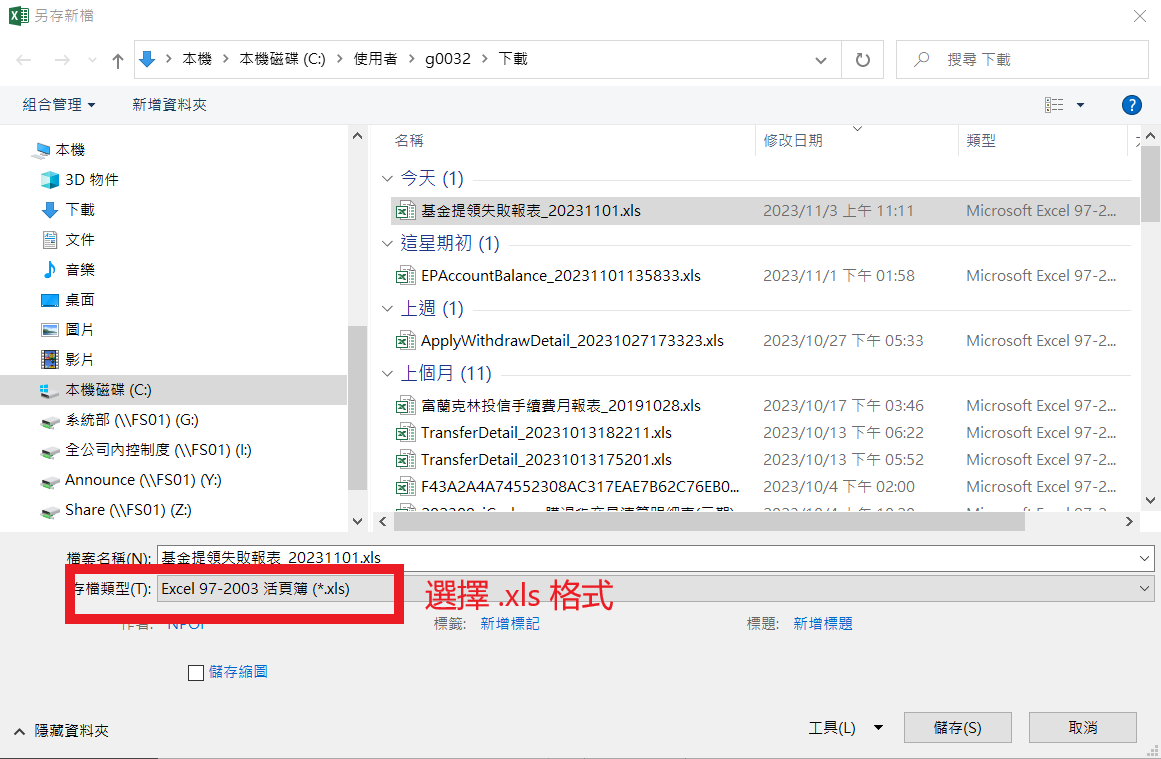 另存新檔
本機 本機磁碟 (C:) 使用者 g0032 下載
搜尋 下載
組合管理 新增資料夾
本機
3D 物件
下載
文件
音樂
桌面
圖片
影片
本機磁碟 (C:)
系統部 (\\FS01) (G:)
全公司內控制度 (\\FS01) (I:)
Announce (\\FS01) (Y:)
Share (\\FS01) (Z:)
名稱 修改日期 類型
今天 (1)
基金提領失敗報表_20231101.xls 2023/11/3 上午 11:11 Microsoft Excel 97-2...
這星期初 (1)
EPAccountBalance_20231101135833.xls 2023/11/1 下午 01:58 Microsoft Excel 97-2...
上週 (1)
ApplyWithdrawDetail_20231027173323.xls 2023/10/27 下午 05:33 Microsoft Excel 97-2...
上個月 (11)
富蘭克林投信手續費月報表_20191028.xls 2023/10/17 下午 03:46 Microsoft Excel 97-2...
TransferDetail_20231013182211.xls 2023/10/13 下午 06:22 Microsoft Excel 97-2...
TransferDetail_20231013175201.xls 2023/10/13 下午 05:52 Microsoft Excel 97-2...
F43A2A4A74552308AC317EAE7B62C76EB0... 2023/10/4 下午 02:00 Microsoft Excel 97-2...
檔案名稱(N): 基金提領失敗報表_20231101.xls
存檔類型(T): Excel 97-2003 活頁簿 (*.xls)
選擇 .xls 格式
作者: NPOI 標籤: 新增標記 標題: 新增標題
儲存縮圖
隱藏資料夾
工具(L) 儲存(S) 取消